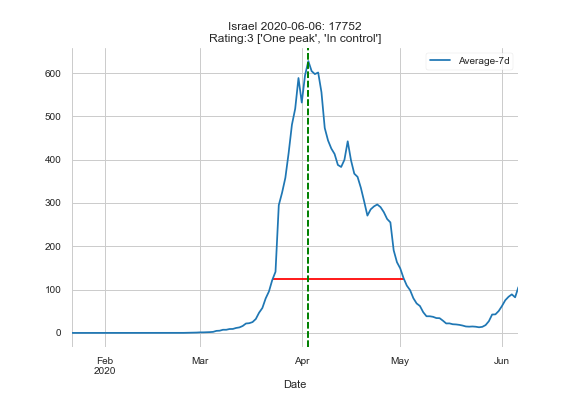 Israel 2020-06-06: 17752
Rating:3 ['One peak', 'In control']
Average-7d
600
500
400
300
200
100
0
Feb
2020
Mar
Apr
May
Jun
Date